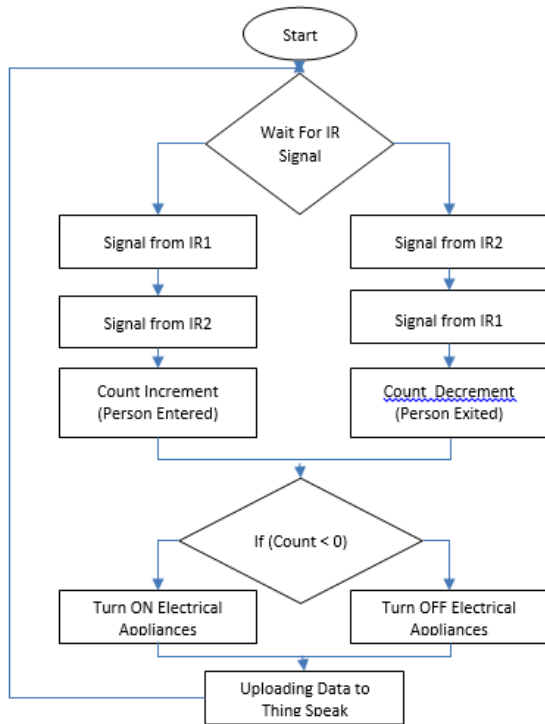 Start
Wait For IR
Signal
Signal from IR1
Signal from IR2
Signal from IR2
Signal from IR1
Count Increment
(Person Entered)
Count Decrement
(Person Exited)
If (Count < 0)
Turn ON Electrical
Appliances
Turn OFF Electrical
Appliances
Uploading Data to
Thing Speak